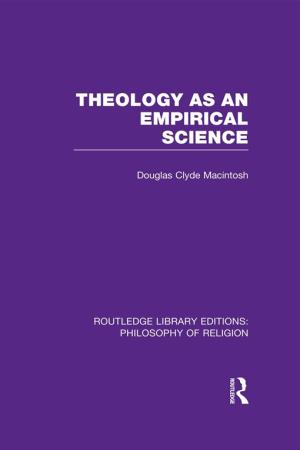 THEOLOGY AS AN
EMPIRICAL
SCIENCE
Douglas Clyde Macintosh
ROUTLEDGE LIBRARY EDITIONS:
PHILOSOPHY OF RELIGION
ROUTLEDGE